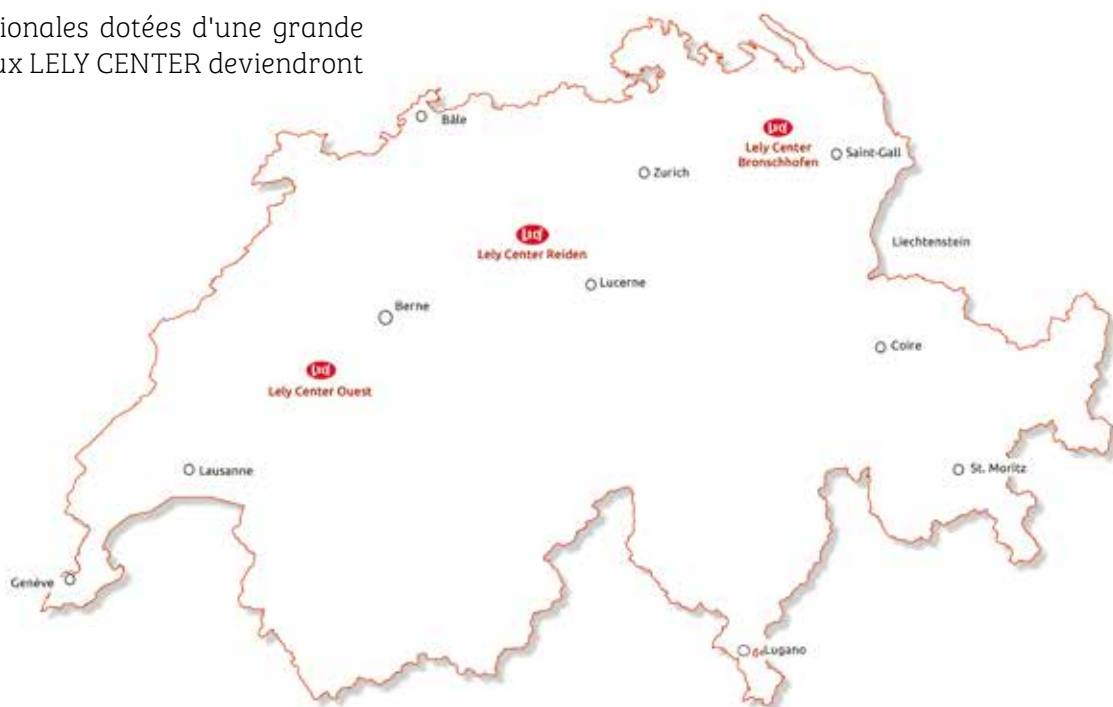 ionales dotées d'une grande
ux LELY CENTER deviendront
Bâle
Lely Center
Bronschhofen
Saint-Gall
Zurich
Lely Center Reiden
Liechtenstein
Lucerne
Berne
Coire
Lely Center Ouest
Lausanne
St. Moritz
Genève
Lugano